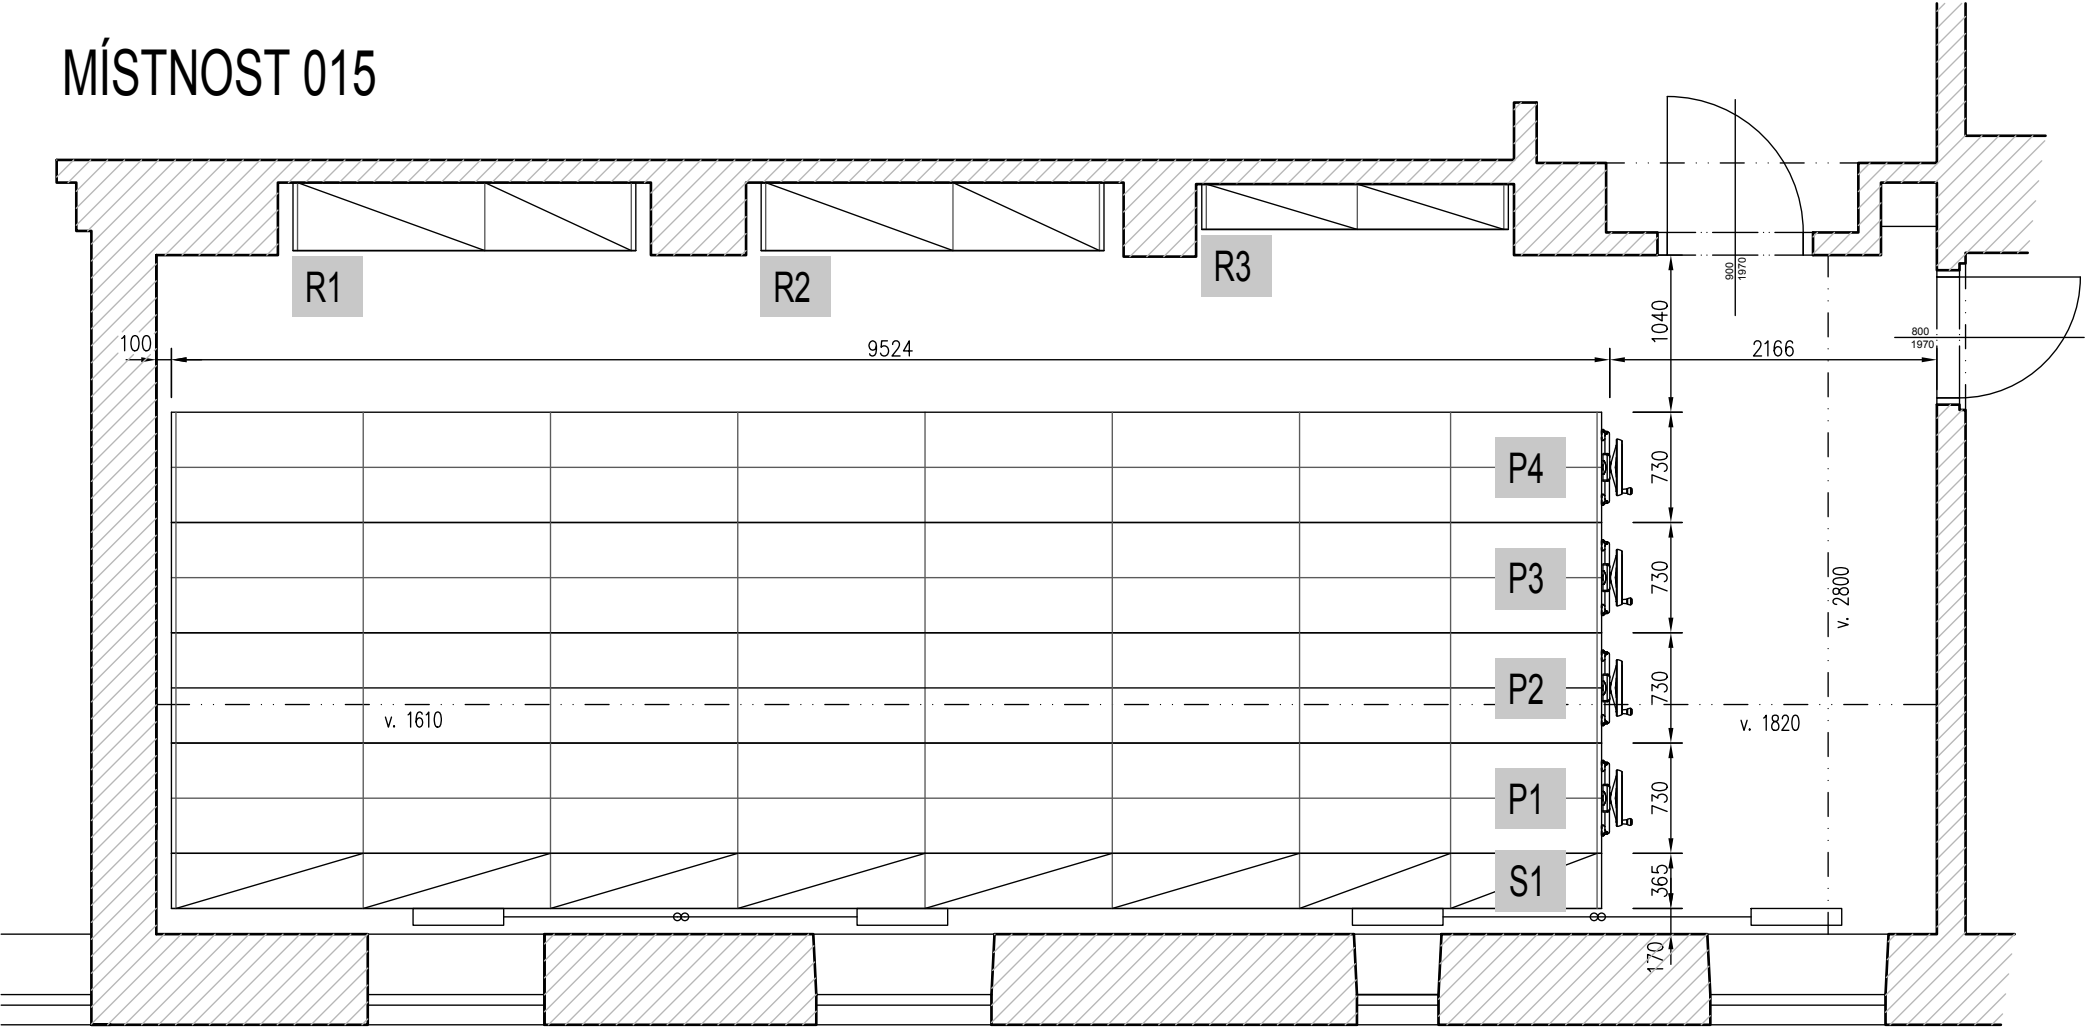 MÍSTNOST 015
R1
R2
R3
900
1970
800
1970
100
9524
2166
1040
P4
730
P3
730
v. 2800
P2
730
v. 1610
v. 1820
P1
730
S1
365
170